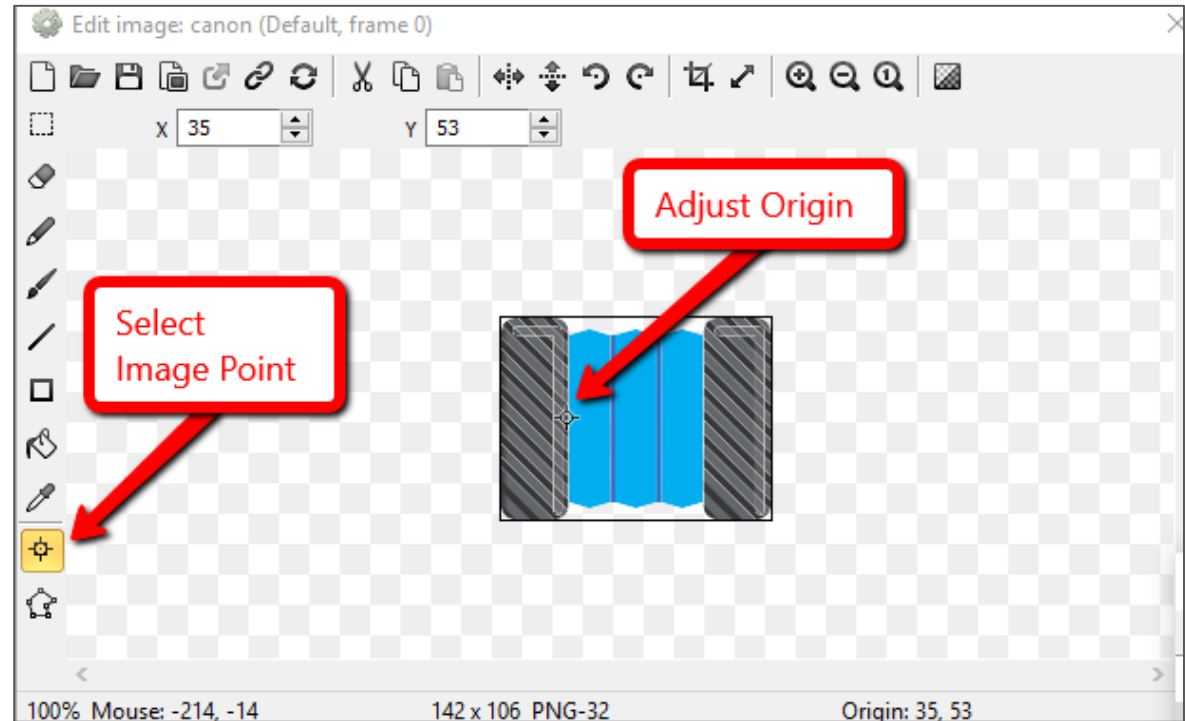 Edit image: canon (Default, frame 0)
X 35 Y 53
Adjust Origin
Select
Image Point
100% Mouse: -214, -14 142 x 106 PNG-32 Origin: 35, 53